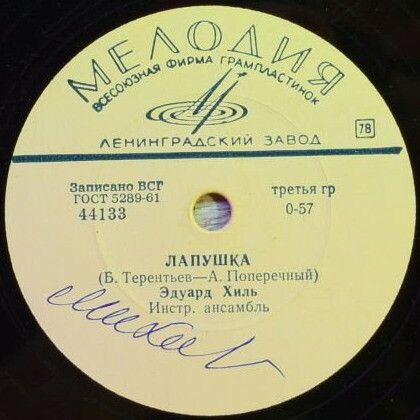 МЕЛОДИЯ
ВСЕСОЮЗНАЯ ФИРМА ГРАМПЛАСТИНОК
ЛЕНИНГРАДСКИЙ ЗАВОД
78
Записано ВСГ
ГОСТ 5289-61
44133
третья гр
0-57
ЛАПУШКА
(Б. Терентьев—А. Поперечный)
Эдуард Хиль
Инстр. ансамбль